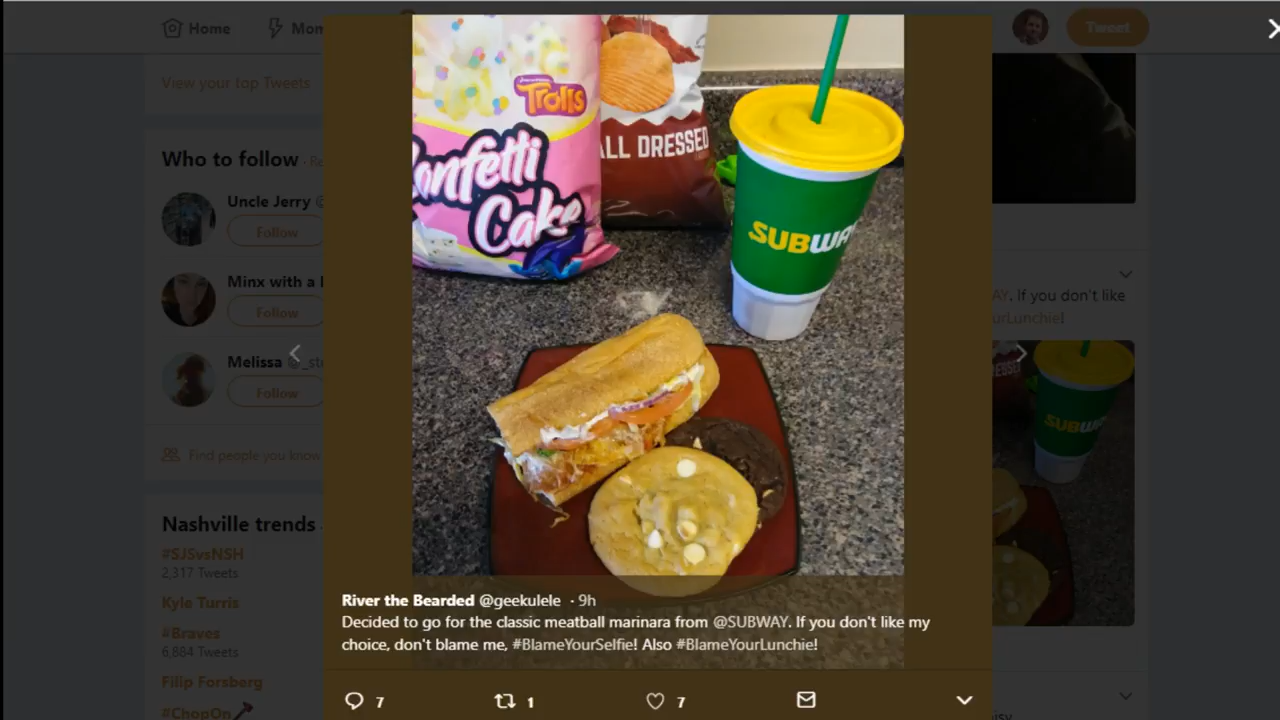 Home
Mom
Tweet
View your top Tweets
Who to follow
Uncle Jerry @
Follow
Minx with a
Follow
Melissa @_st
Follow
Find people you know
Nashville trends
#SJSvsNSH
2,317 Tweets
Kyle Turris
#Braves
6,884 Tweets
Filip Forsberg
#ChopOn
Trolls
onfetti
Cake
ALL DRESSED
SUBWAY
River the Bearded @geekulele · 9h
Decided to go for the classic meatball marinara from @SUBWAY. If you don't like my
choice, don't blame me, #BlameYourSelfie! Also #BlameYourLunchie!
7 1 7
AY. If you don't like
urLunchie!
SUBWA